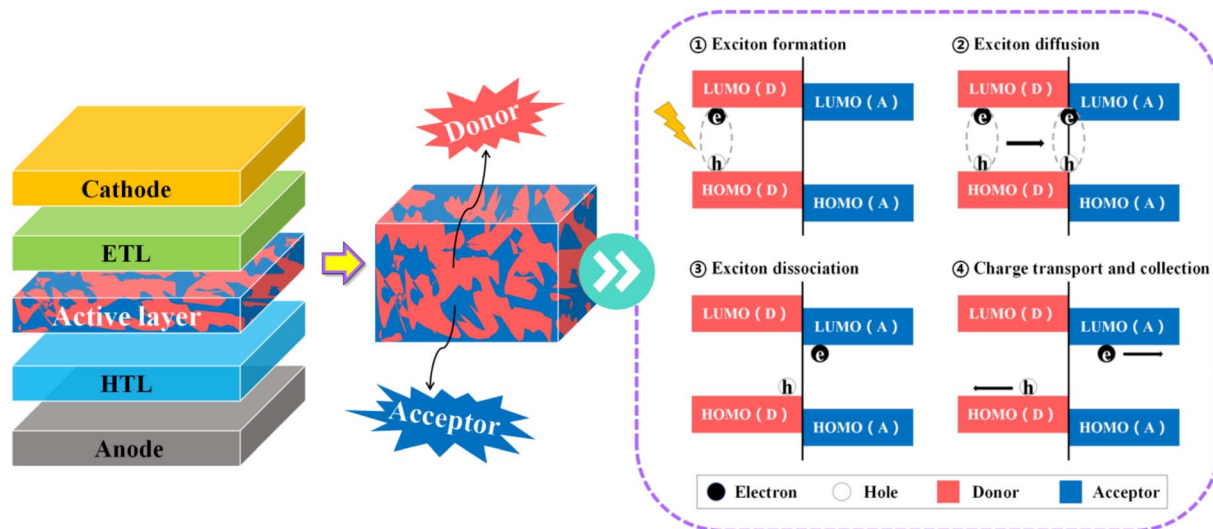 Cathode
ETL
Active layer
HTL
Anode
Donor
Acceptor
① Exciton formation
LUMO ( D )
LUMO ( A )
e
h
HOMO ( D )
HOMO ( A )
② Exciton diffusion
LUMO ( D )
LUMO ( A )
e
e
h
h
HOMO ( D )
HOMO ( A )
③ Exciton dissociation
LUMO ( D )
LUMO ( A )
e
h
HOMO ( D )
HOMO ( A )
④ Charge transport and collection
LUMO ( D )
LUMO ( A )
e
h
HOMO ( D )
HOMO ( A )
Electron
Hole
Donor
Acceptor